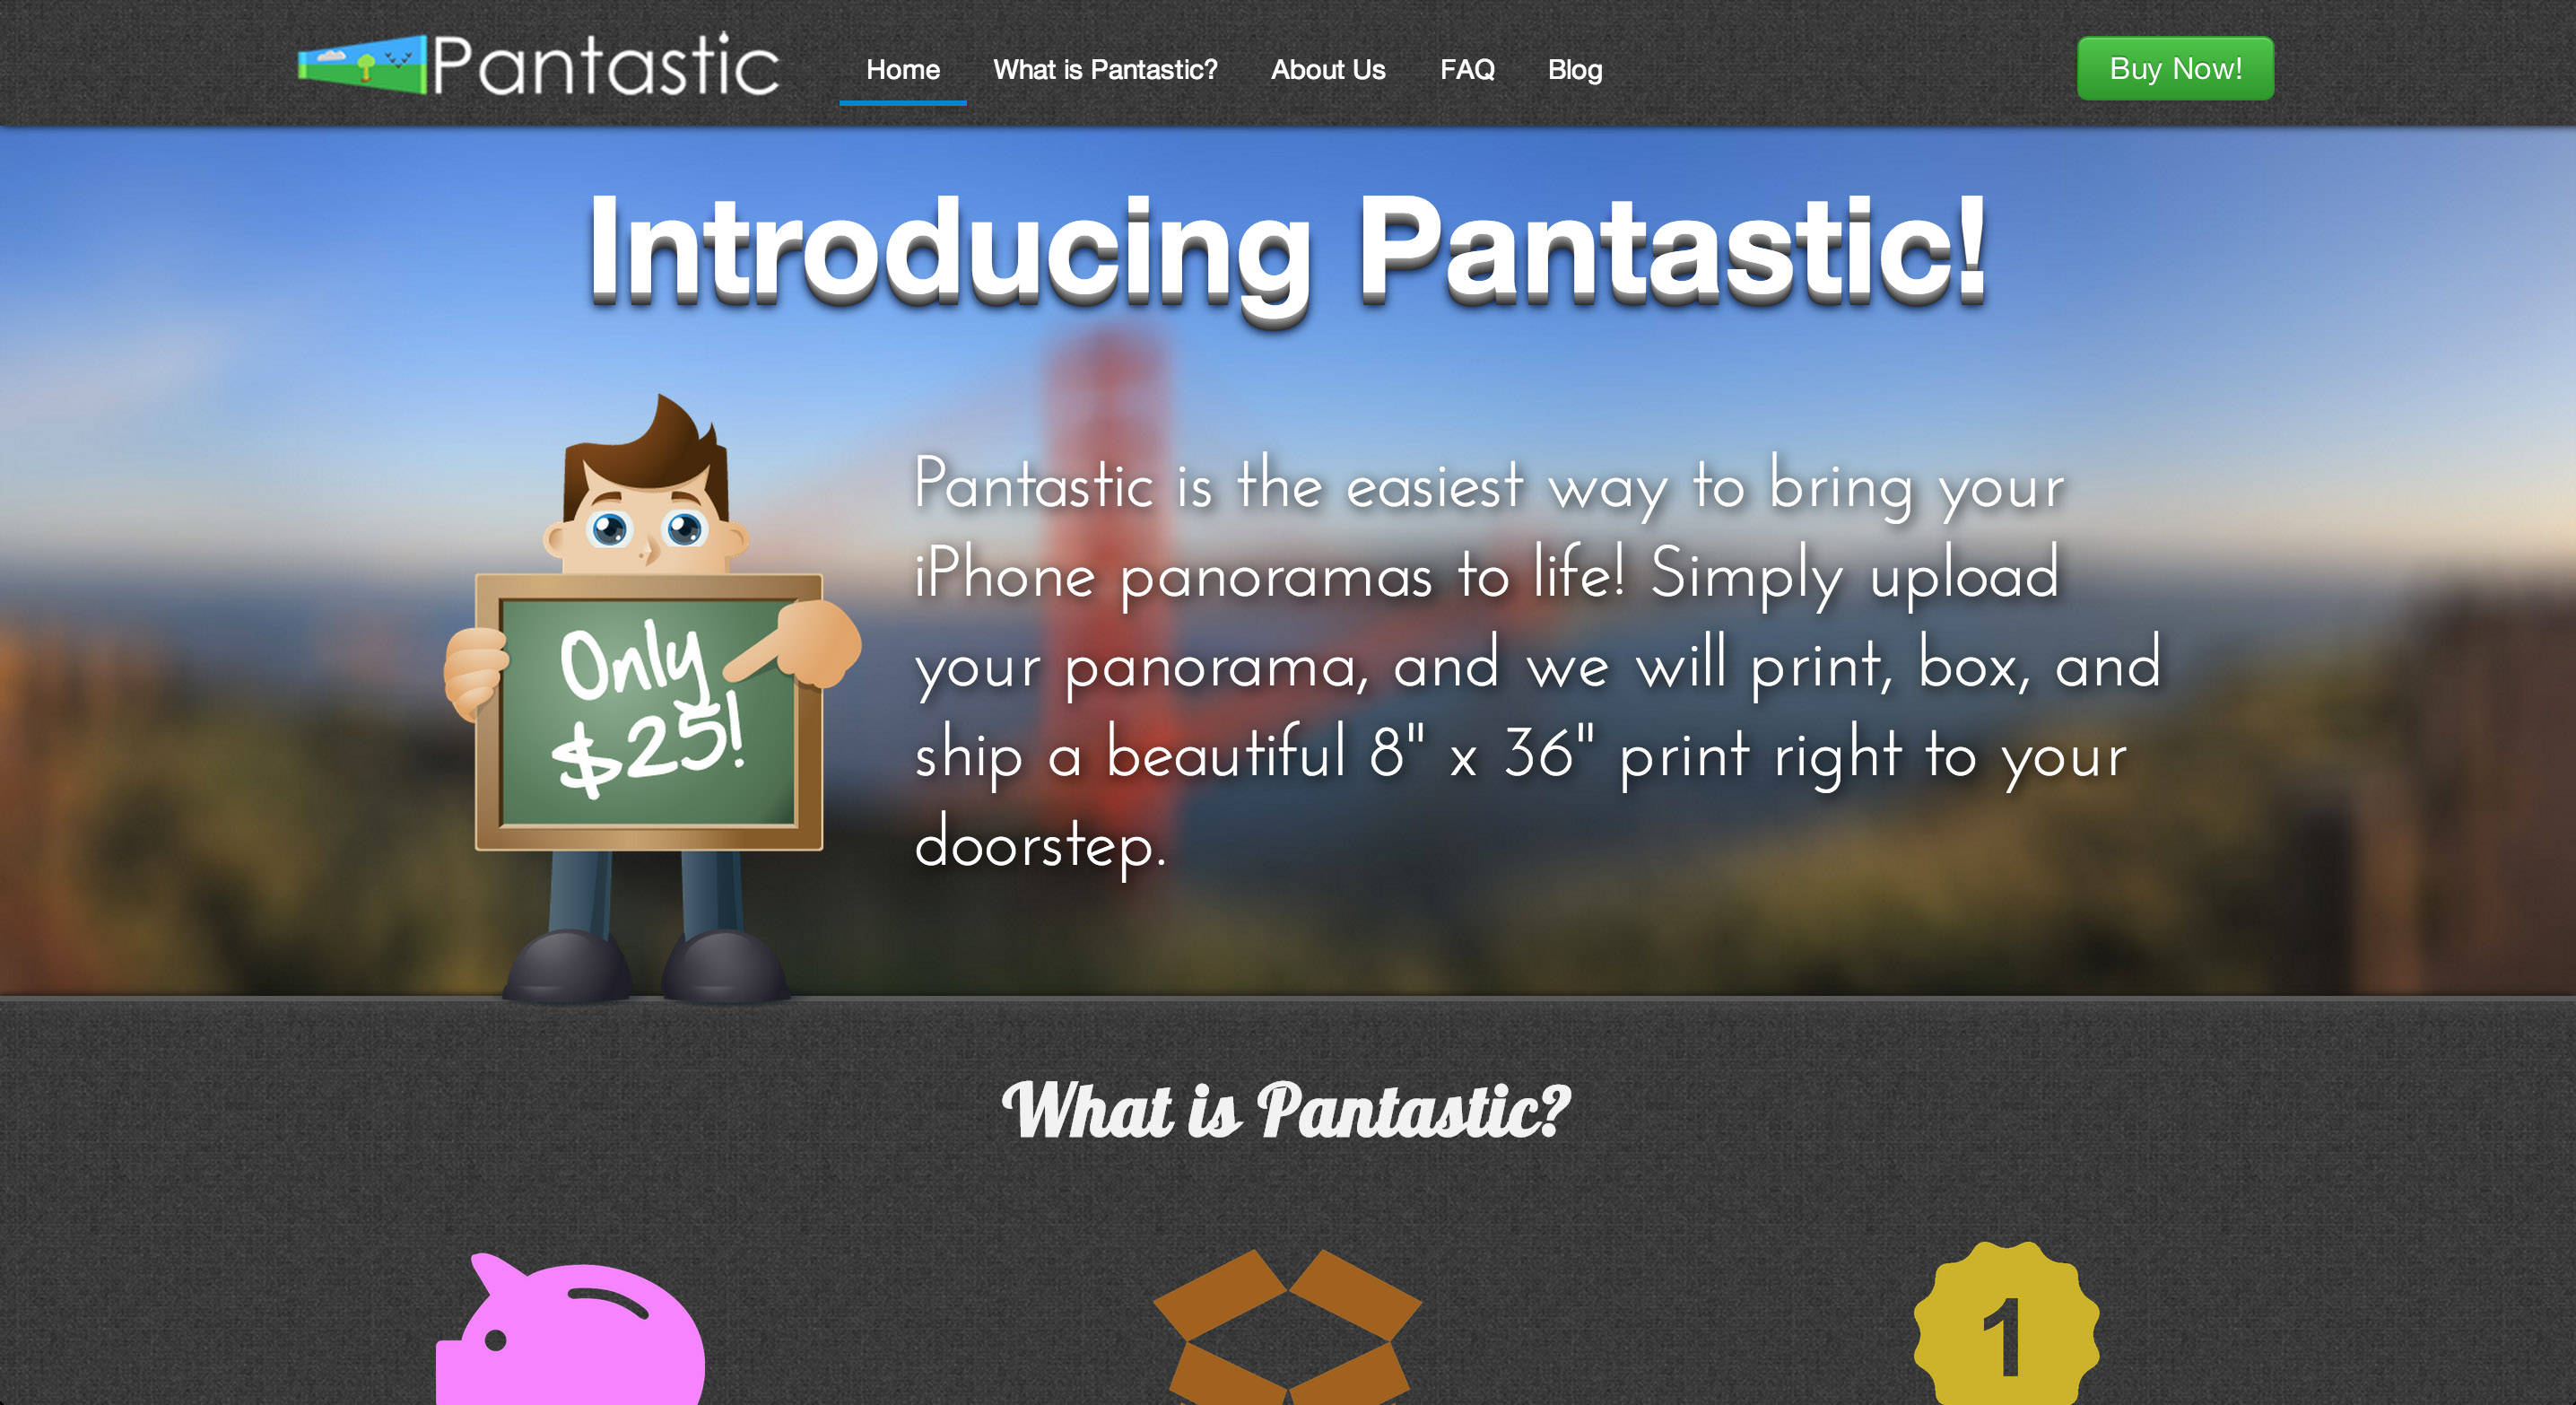 Pantastic
Home
What is Pantastic?
About Us
FAQ
Blog
Buy Now!
Introducing Pantastic!
Only
$25!
Pantastic is the easiest way to bring your
iPhone panoramas to life! Simply upload
your panorama, and we will print, box, and
ship a beautiful 8" x 36" print right to your
doorstep.
What is Pantastic?
1